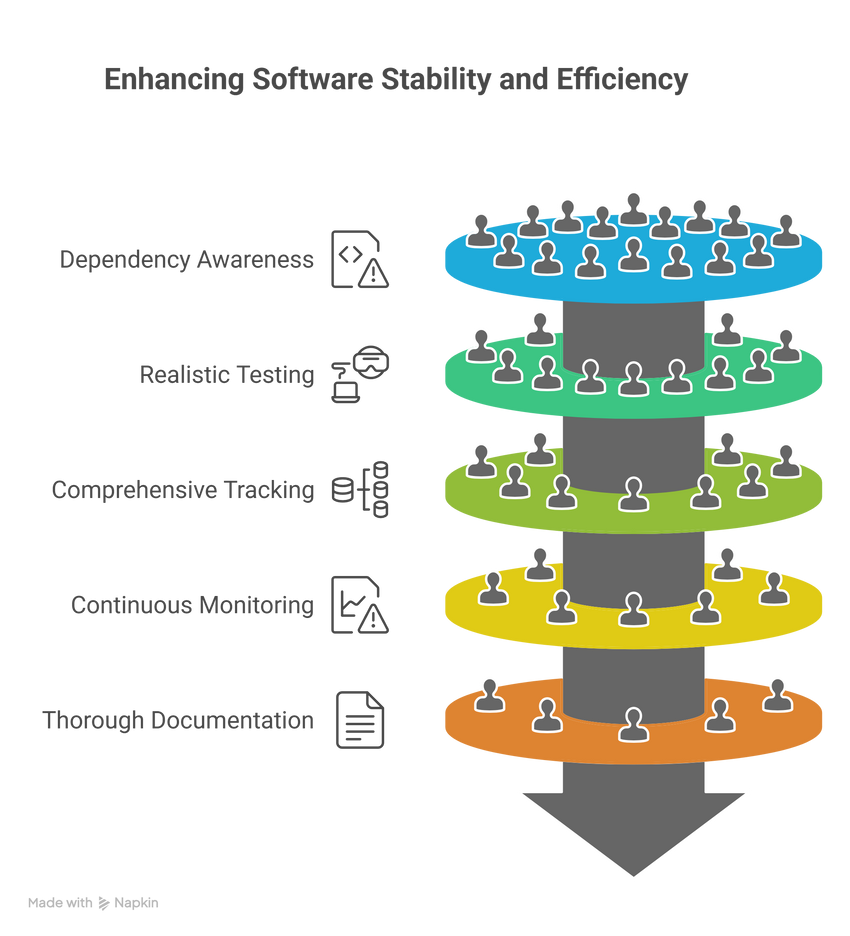 Enhancing Software Stability and Efficiency
Dependency Awareness
Realistic Testing
Comprehensive Tracking
Continuous Monitoring
Thorough Documentation
Made with Napkin